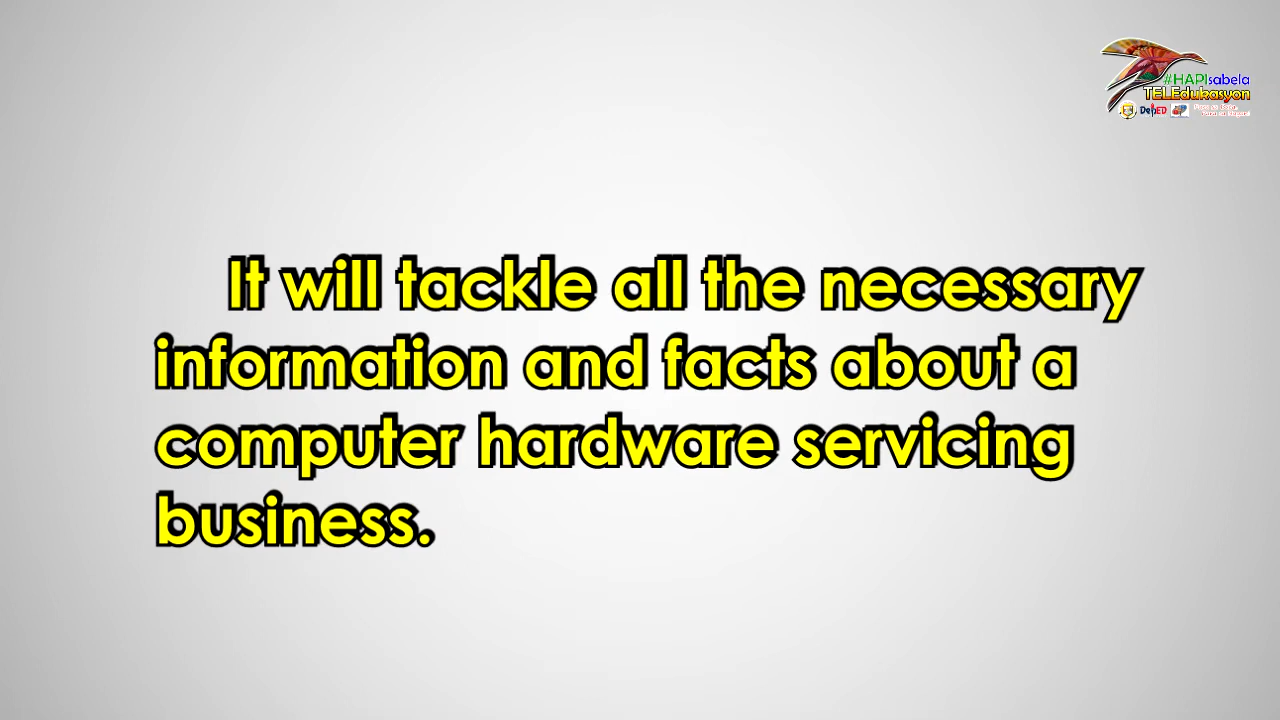 #HAPIsabela
TELEdukasyon
DepED
It will tackle all the necessary
information and facts about a
computer hardware servicing
business.